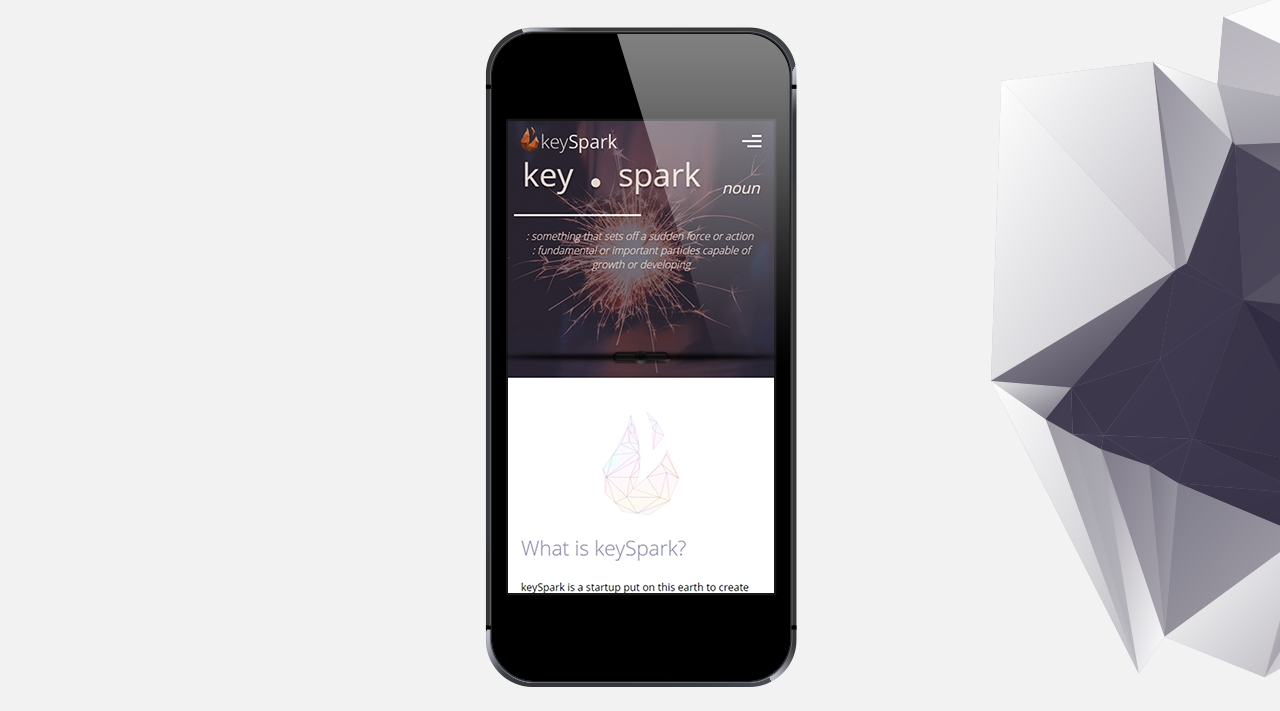 keySpark
key . spark noun
: something that sets off a sudden force or action
: fundamental or important particles capable of
growth or developing
What is keySpark?
keySpark is a startup put on this earth to create